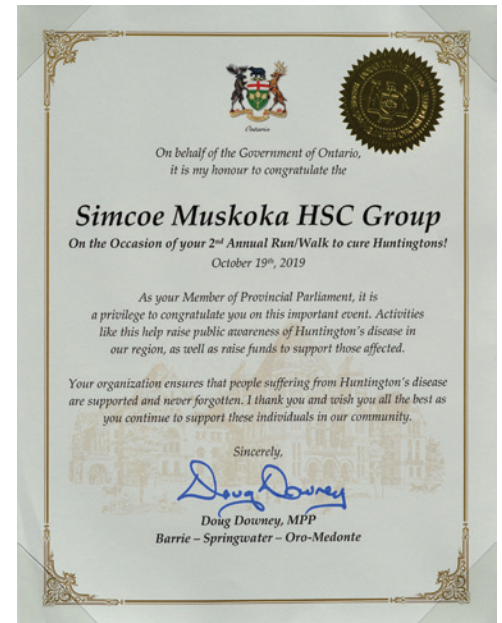 Ontario
On behalf of the Government of Ontario,
it is my honour to congratulate the
Simcoe Muskoka HSC Group
On the Occasion of your 2nd Annual Run/Walk to cure Huntingtons!
October 19th, 2019
As your Member of Provincial Parliament, it is
a privilege to congratulate you on this important event. Activities
like this help raise public awareness of Huntington's disease in
our region, as well as raise funds to support those affected.
Your organization ensures that people suffering from Huntington's disease
are supported and never forgotten. I thank you and wish you all the best as
you continue to support these individuals in our community.
Sincerely,
Doug Downey
Doug Downey, MPP
Barrie – Springwater – Oro-Medonte